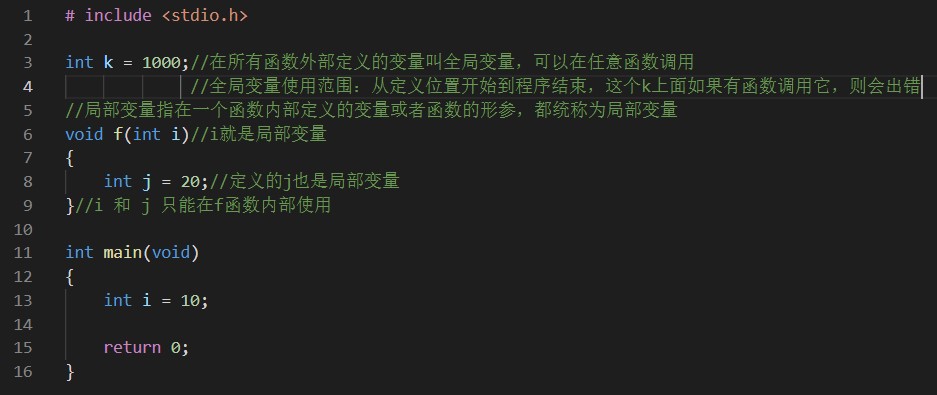 1 # include <stdio.h>
2
3 int k = 1000;//在所有函数外部定义的变量叫全局变量，可以在任意函数调用
4 //全局变量使用范围：从定义位置开始到程序结束，这个k上面如果有函数调用它，则会出错
5 //局部变量指在一个函数内部定义的变量或者函数的形参，都统称为局部变量
6 void f(int i)//i就是局部变量
7 {
8     int j = 20;//定义的j也是局部变量
9 }//i 和 j 只能在f函数内部使用
10
11 int main(void)
12 {
13     int i = 10;
14
15     return 0;
16 }